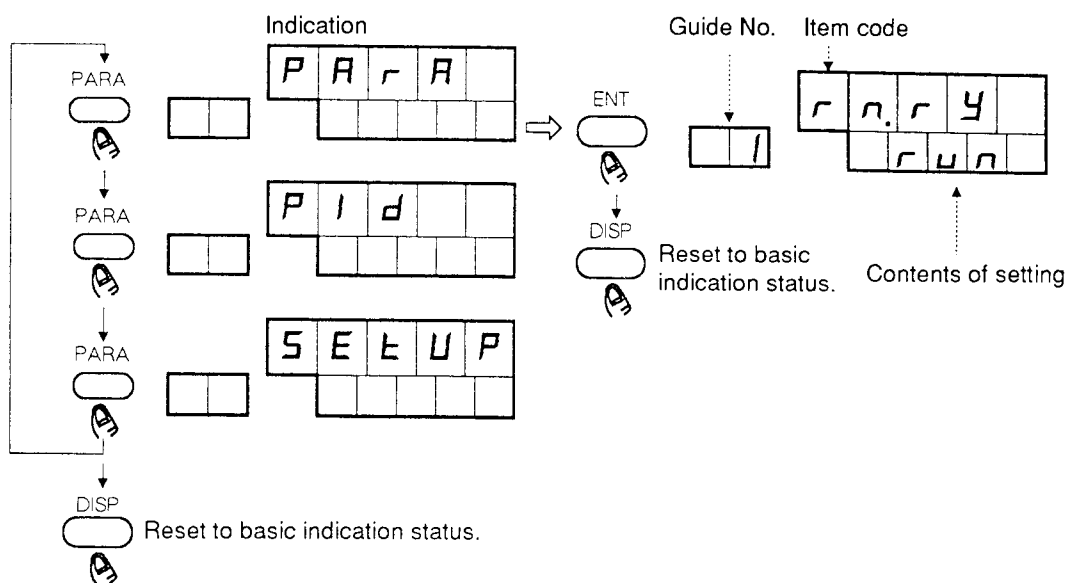 Indication
Guide No. Item code
PARA
PArA
ENT
1
rn.rY
run
PARA
PId
DISP
Reset to basic
indication status.
Contents of setting
PARA
SEtUP
DISP
Reset to basic indication status.